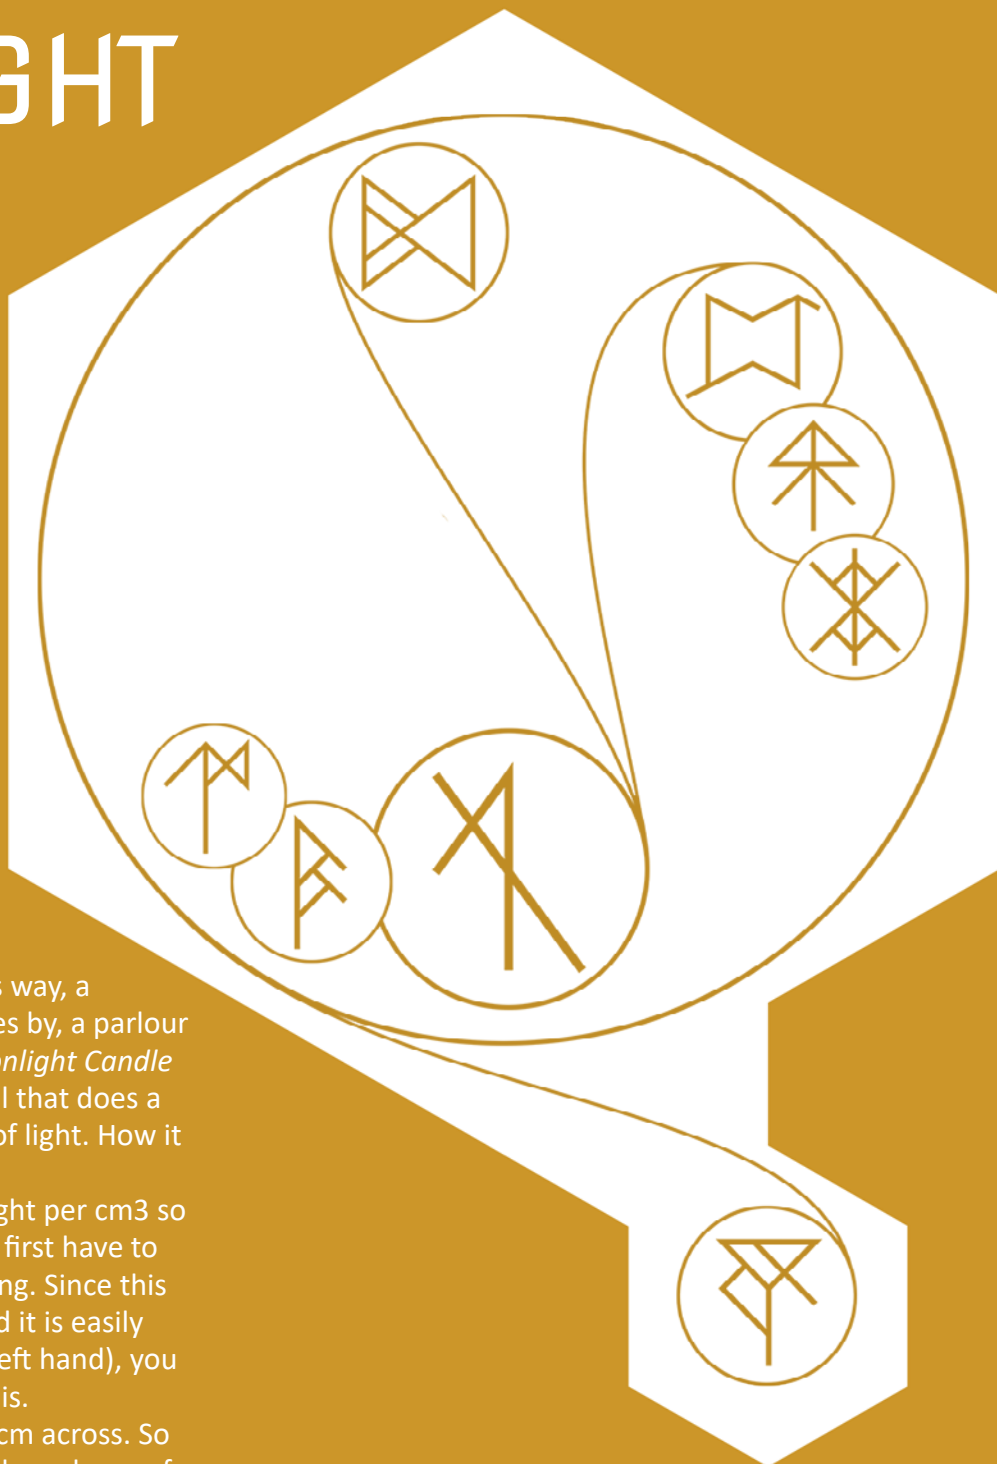 GHT
s way, a
es by, a parlour
nlight Candle
l that does a
of light. How it
ght per cm3 so
first have to
ng. Since this
d it is easily
eft hand), you
is.
cm across. So